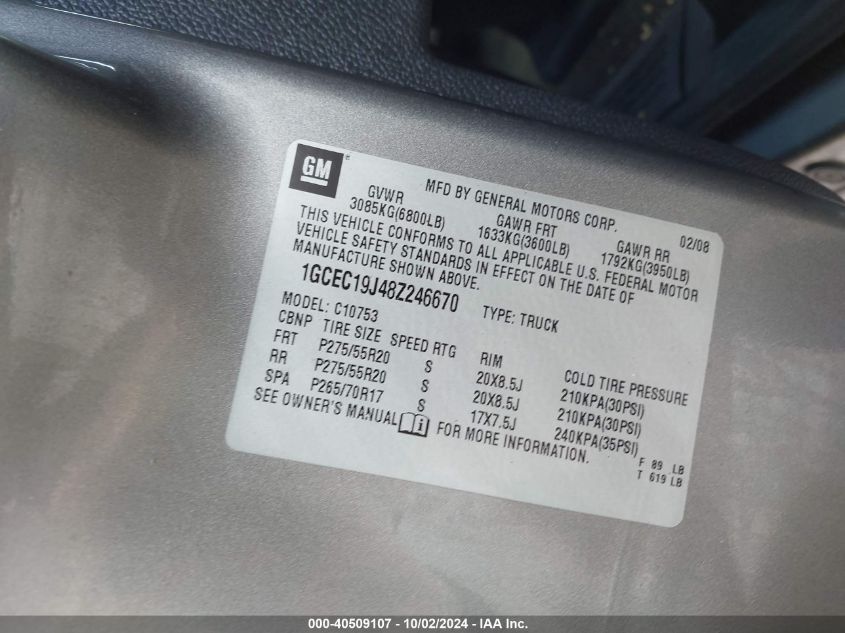 GM
MFD BY GENERAL MOTORS CORP. 02/08
GVWR GAWR FRT GAWR RR
3085KG(6800LB) 1633KG(3600LB) 1792KG(3950LB)
THIS VEHICLE CONFORMS TO ALL APPLICABLE U.S. FEDERAL MOTOR
VEHICLE SAFETY STANDARDS IN EFFECT ON THE DATE OF
MANUFACTURE SHOWN ABOVE.
1GCEC19J48Z246670 TYPE: TRUCK
MODEL: C10753
CBNP TIRE SIZE SPEED RTG RIM COLD TIRE PRESSURE
FRT P275/55R20 S 20X8.5J 210KPA(30PSI)
RR P275/55R20 S 20X8.5J 210KPA(30PSI)
SPA P265/70R17 S 17X7.5J 240KPA(35PSI)
SEE OWNER'S MANUAL i FOR MORE INFORMATION.
F 89 LB
T 619 LB
000-40509107 - 10/02/2024 - IAA Inc.